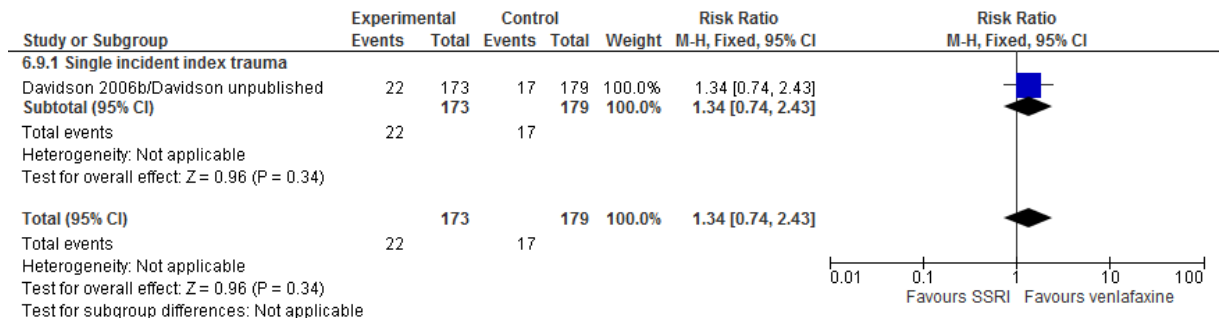 Experimental Control Risk Ratio Risk Ratio
Study or Subgroup Events Total Events Total Weight M-H, Fixed, 95% CI M-H, Fixed, 95% CI
6.9.1 Single incident index trauma
Davidson 2006b/Davidson unpublished 22 173 17 179 100.0% 1.34 [0.74, 2.43]
Subtotal (95% CI) 173 179 100.0% 1.34 [0.74, 2.43]
Total events 22 17
Heterogeneity: Not applicable
Test for overall effect: Z = 0.96 (P = 0.34)
Total (95% CI) 173 179 100.0% 1.34 [0.74, 2.43]
Total events 22 17
Heterogeneity: Not applicable
Test for overall effect: Z = 0.96 (P = 0.34)
Test for subgroup differences: Not applicable
0.01 0.1 1 10 100
Favours SSRI Favours venlafaxine